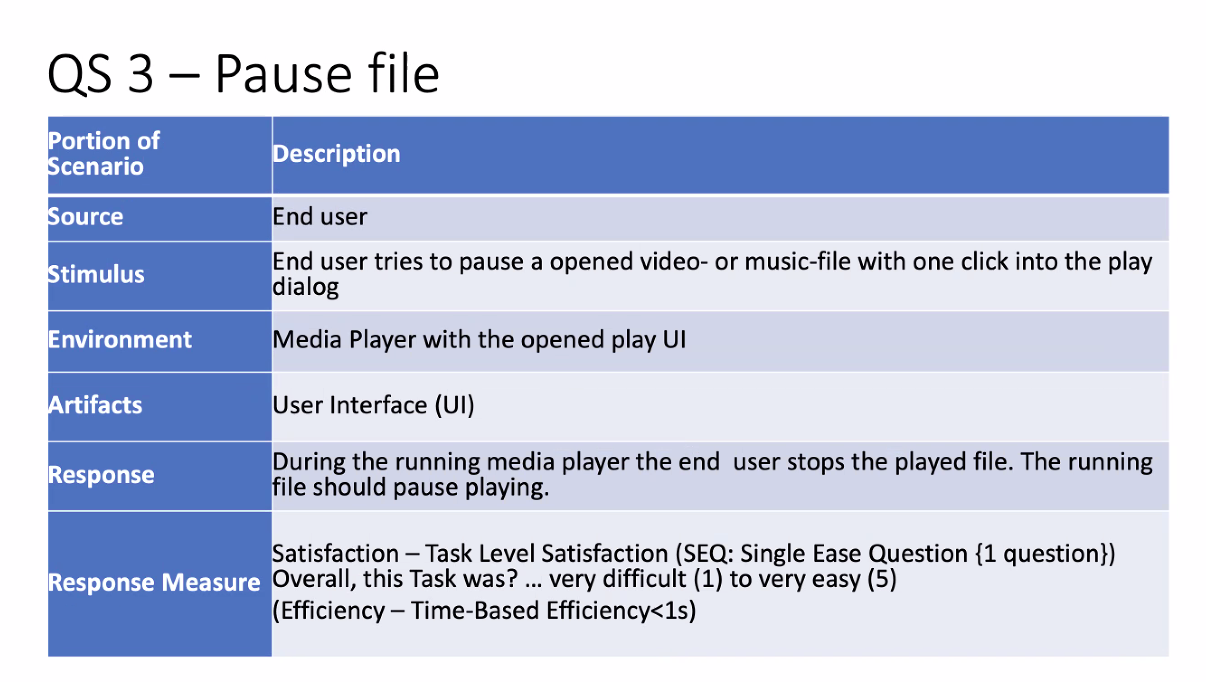 QS 3 – Pause file
Portion of
Scenario
Description
Source
End user
Stimulus
End user tries to pause a opened video- or music-file with one click into the play
dialog
Environment
Media Player with the opened play UI
Artifacts
User Interface (UI)
Response
During the running media player the end  user stops the played file. The running
file should pause playing.
Response Measure
Satisfaction – Task Level Satisfaction (SEQ: Single Ease Question {1 question})
Overall, this Task was? … very difficult (1) to very easy (5)
(Efficiency – Time-Based Efficiency<1s)